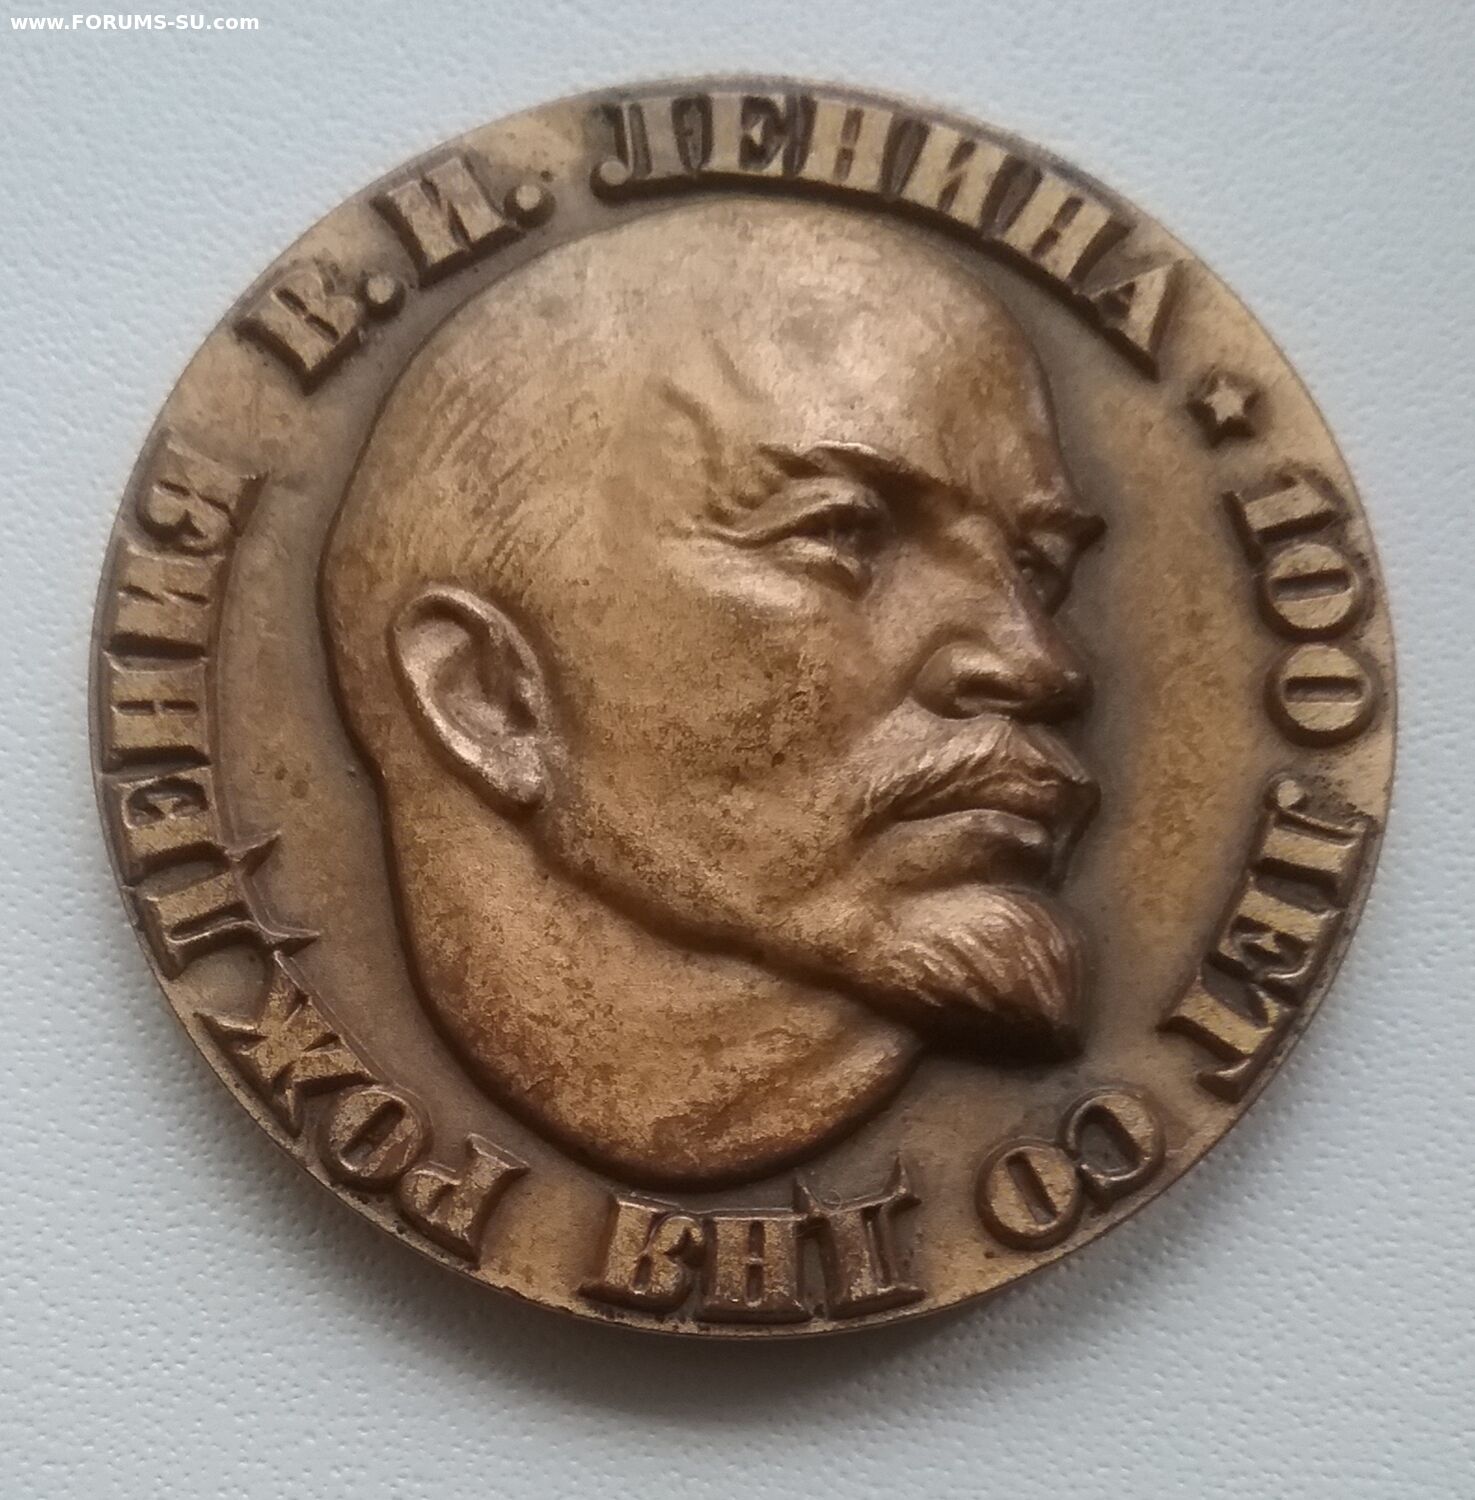 www.FORUMS-SU.com
100 ЛЕТ СО ДНЯ РОЖДЕНИЯ В.И. ЛЕНИНА